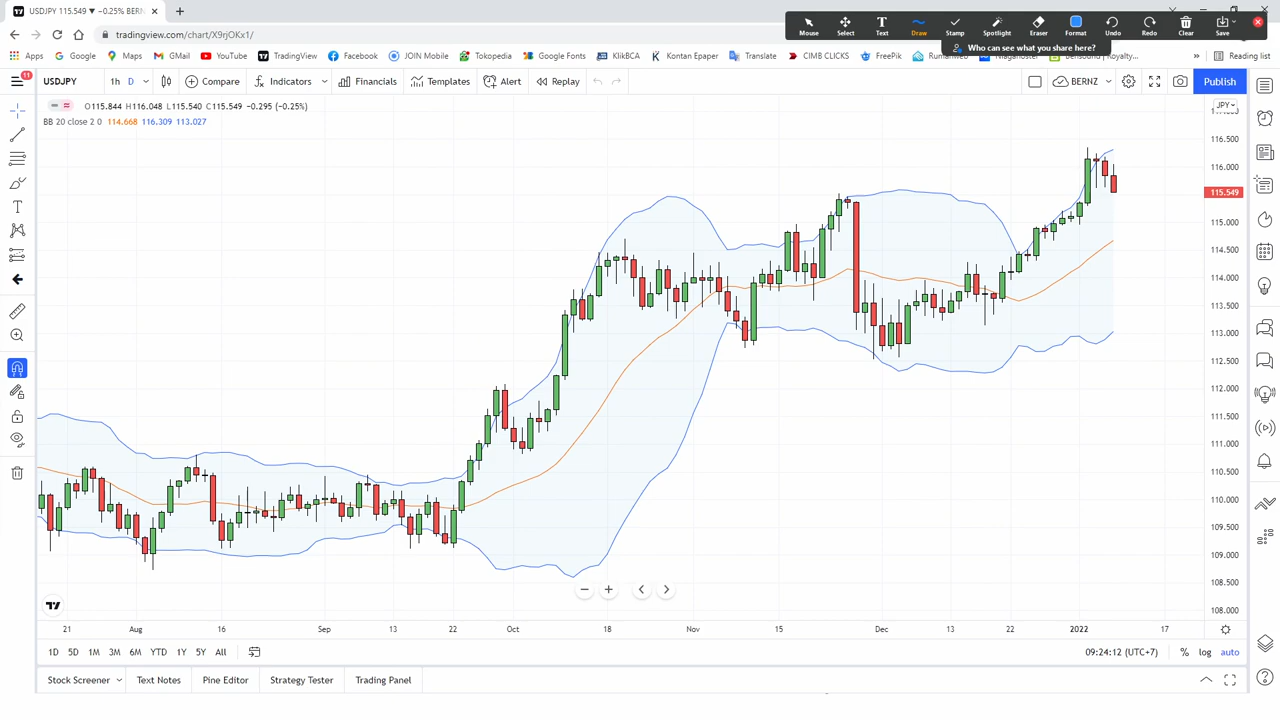 USDJPY 115.549 ▼ −0.25% BERN
tradingview.com/chart/X9rjOKx1/
Mouse Select Text Draw Stamp Spotlight Eraser Format Undo Redo Clear Save
Who can see what you share here?
Apps Google Maps GMail YouTube TradingView Facebook JOIN Mobile Tokopedia Google Fonts KlikBCA Kontan Epaper Translate CIMB CLICKS FreePik Rumahweb Niagahoster Bensound | Royalty... Reading list
11 USDJPY 1h D Compare Indicators Financials Templates Alert Replay BERNZ Publish
O115.844 H116.048 L115.540 C115.549 −0.295 (−0.25%)
JPY
BB 20 close 2 0 114.668 116.309 113.027
116.500
116.000
115.549
115.000
114.500
114.000
113.500
113.000
112.500
112.000
111.500
111.000
110.500
110.000
109.500
109.000
108.500
108.000
21 Aug 16 Sep 13 22 Oct 18 Nov 15 Dec 13 22 2022 17
1D 5D 1M 3M 6M YTD 1Y 5Y All 09:24:12 (UTC+7) % log auto
Stock Screener Text Notes Pine Editor Strategy Tester Trading Panel